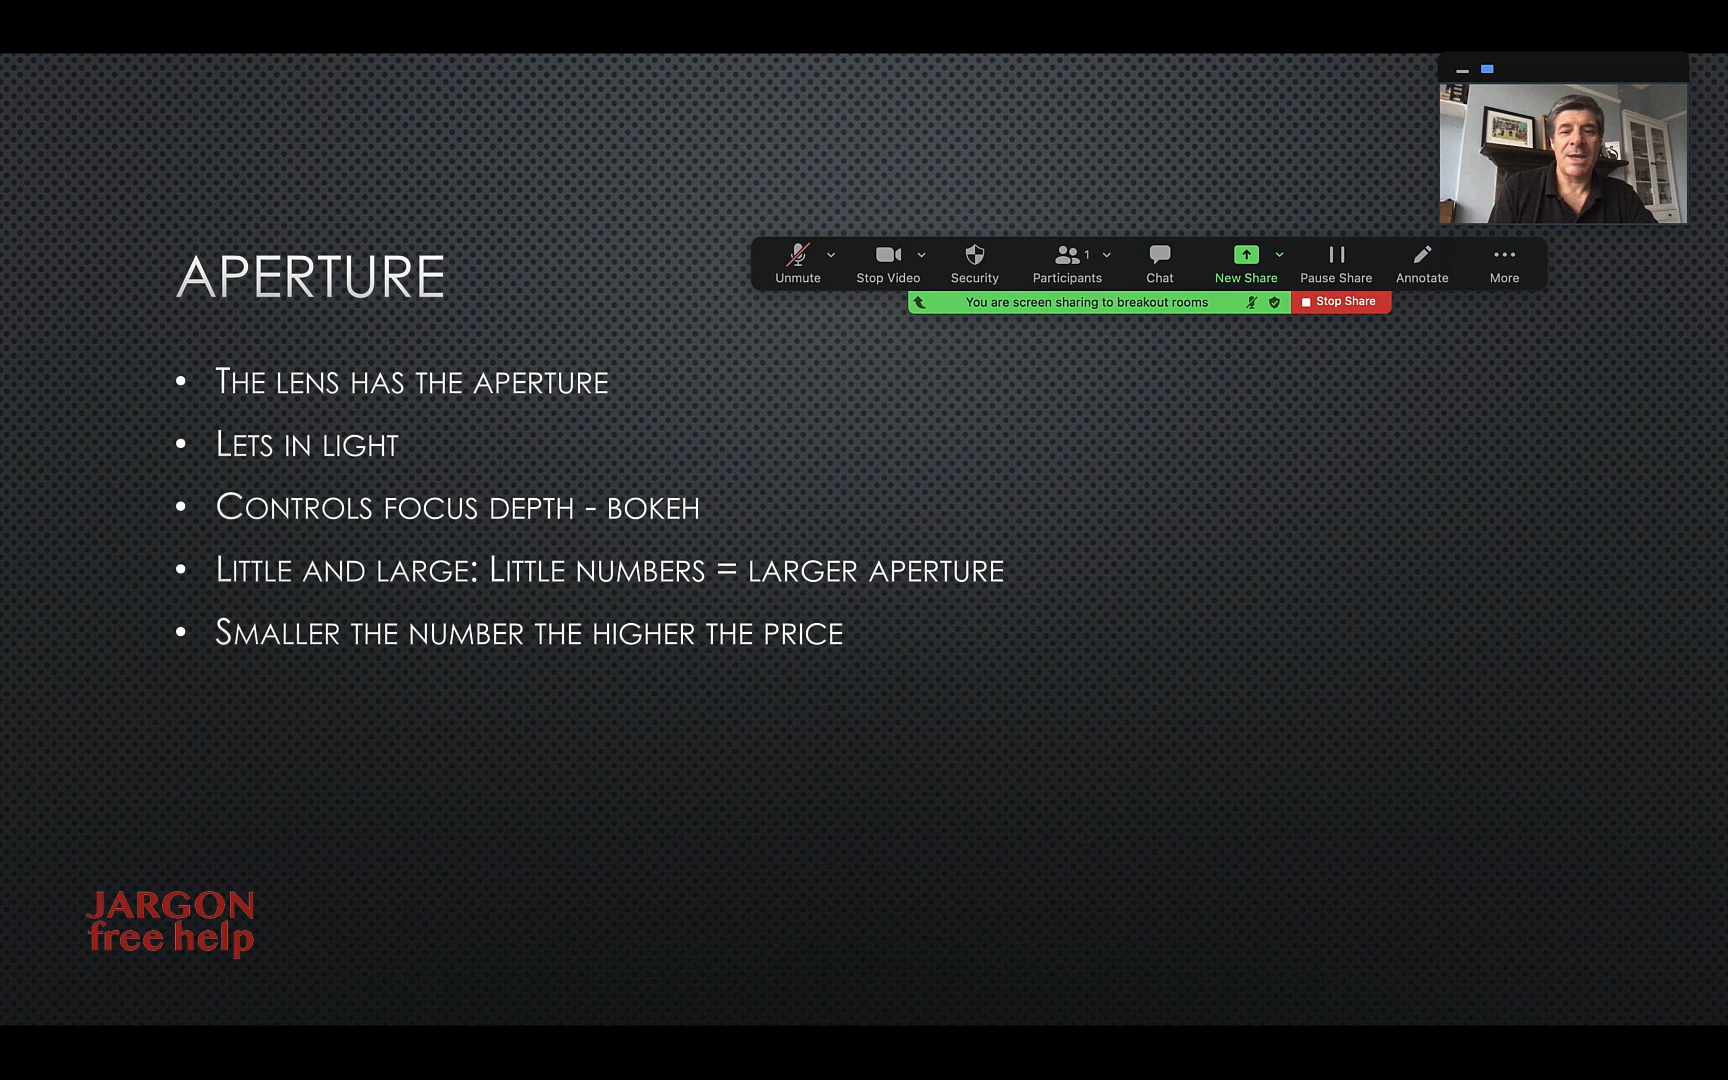 APERTURE
Unmute
Stop Video
Security
1
Participants
Chat
New Share
Pause Share
Annotate
More
You are screen sharing to breakout rooms
Stop Share
• THE LENS HAS THE APERTURE
• LETS IN LIGHT
• CONTROLS FOCUS DEPTH - BOKEH
• LITTLE AND LARGE: LITTLE NUMBERS = LARGER APERTURE
• SMALLER THE NUMBER THE HIGHER THE PRICE
JARGON
free help